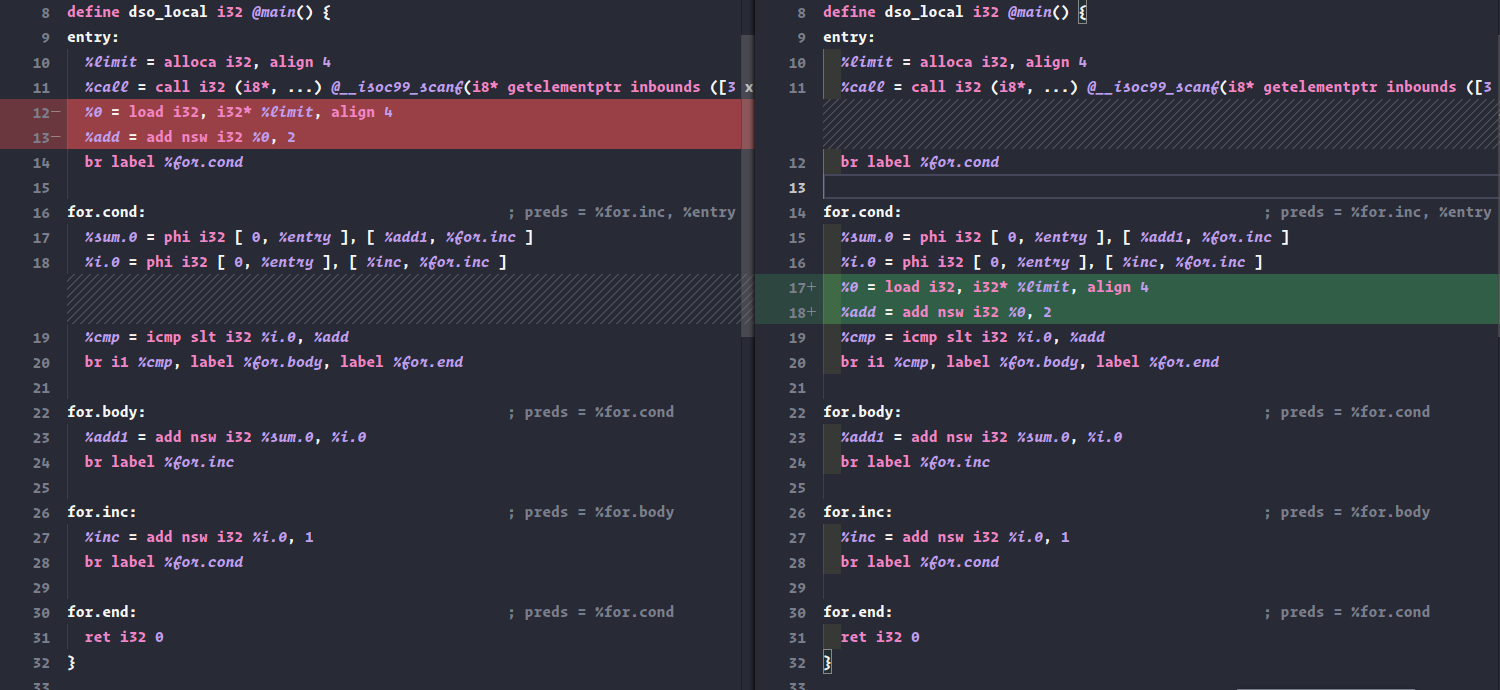 8 define dso_local i32 @main() {
9 entry:
10 %limit = alloca i32, align 4
11 %call = call i32 (i8*, ...) @__isoc99_scanf(i8* getelementptr inbounds ([3 x
12− %0 = load i32, i32* %limit, align 4
13− %add = add nsw i32 %0, 2
14 br label %for.cond
15
16 for.cond: ; preds = %for.inc, %entry
17 %sum.0 = phi i32 [ 0, %entry ], [ %add1, %for.inc ]
18 %i.0 = phi i32 [ 0, %entry ], [ %inc, %for.inc ]
19 %cmp = icmp slt i32 %i.0, %add
20 br i1 %cmp, label %for.body, label %for.end
21
22 for.body: ; preds = %for.cond
23 %add1 = add nsw i32 %sum.0, %i.0
24 br label %for.inc
25
26 for.inc: ; preds = %for.body
27 %inc = add nsw i32 %i.0, 1
28 br label %for.cond
29
30 for.end: ; preds = %for.cond
31 ret i32 0
32 }
33
8 define dso_local i32 @main() {
9 entry:
10 %limit = alloca i32, align 4
11 %call = call i32 (i8*, ...) @__isoc99_scanf(i8* getelementptr inbounds ([3
12 br label %for.cond
13
14 for.cond: ; preds = %for.inc, %entry
15 %sum.0 = phi i32 [ 0, %entry ], [ %add1, %for.inc ]
16 %i.0 = phi i32 [ 0, %entry ], [ %inc, %for.inc ]
17+ %0 = load i32, i32* %limit, align 4
18+ %add = add nsw i32 %0, 2
19 %cmp = icmp slt i32 %i.0, %add
20 br i1 %cmp, label %for.body, label %for.end
21
22 for.body: ; preds = %for.cond
23 %add1 = add nsw i32 %sum.0, %i.0
24 br label %for.inc
25
26 for.inc: ; preds = %for.body
27 %inc = add nsw i32 %i.0, 1
28 br label %for.cond
29
30 for.end: ; preds = %for.cond
31 ret i32 0
32 }
33